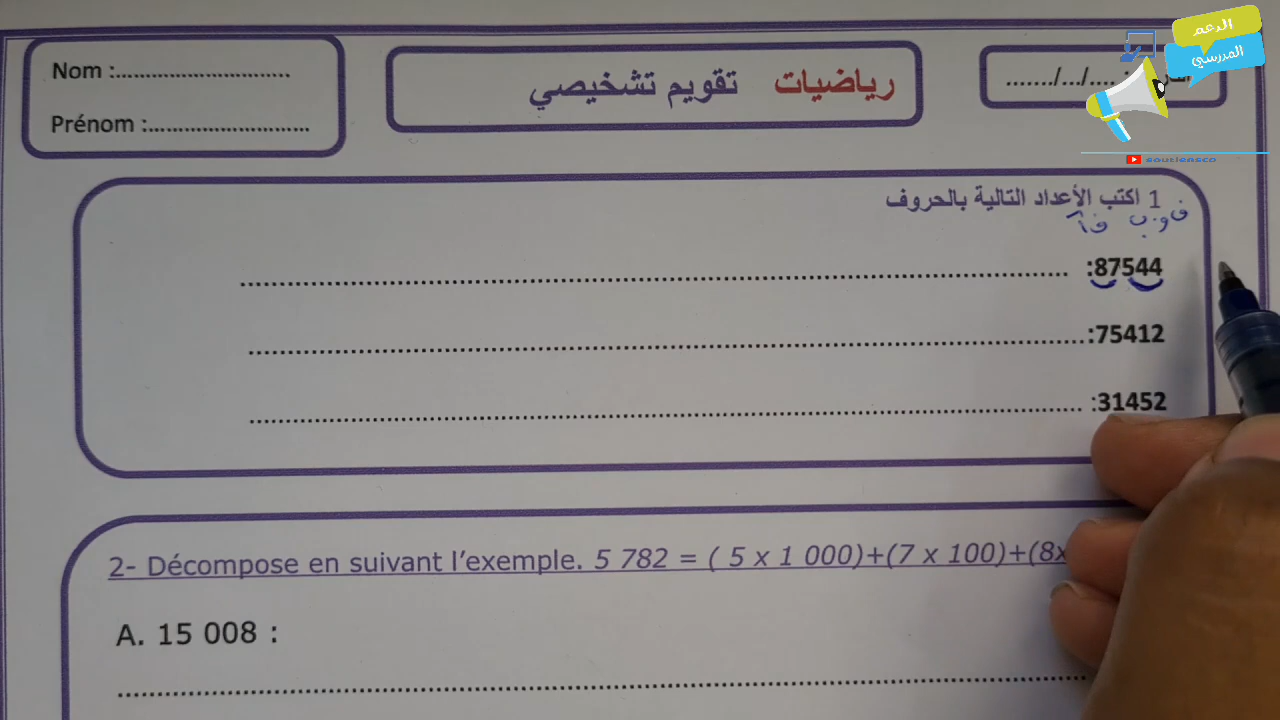 Nom :..............................
Prénom :............................
رياضيات تقويم تشخيصي
..../.../.......
الدعم
المدرسي
soutiensco
1 اكتب الأعداد التالية بالحروف
87544:
75412:
31452:
2- Décompose en suivant l'exemple. 5 782 = ( 5 x 1 000)+(7 x 100)+(8x
A. 15 008 :